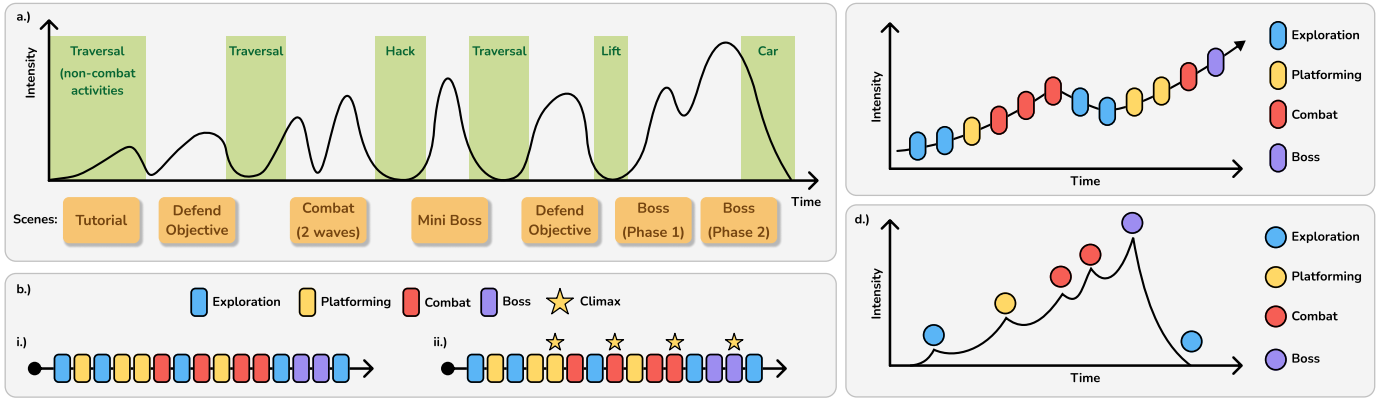 a.)
Intensity
Traversal
(non-combat
activities
Traversal
Hack
Traversal
Lift
Car
Time
Scenes:
Tutorial
Defend
Objective
Combat
(2 waves)
Mini Boss
Defend
Objective
Boss
(Phase 1)
Boss
(Phase 2)
b.)
Exploration
Platforming
Combat
Boss
Climax
i.)
ii.)
Intensity
Time
Exploration
Platforming
Combat
Boss
d.)
Intensity
Time
Exploration
Platforming
Combat
Boss